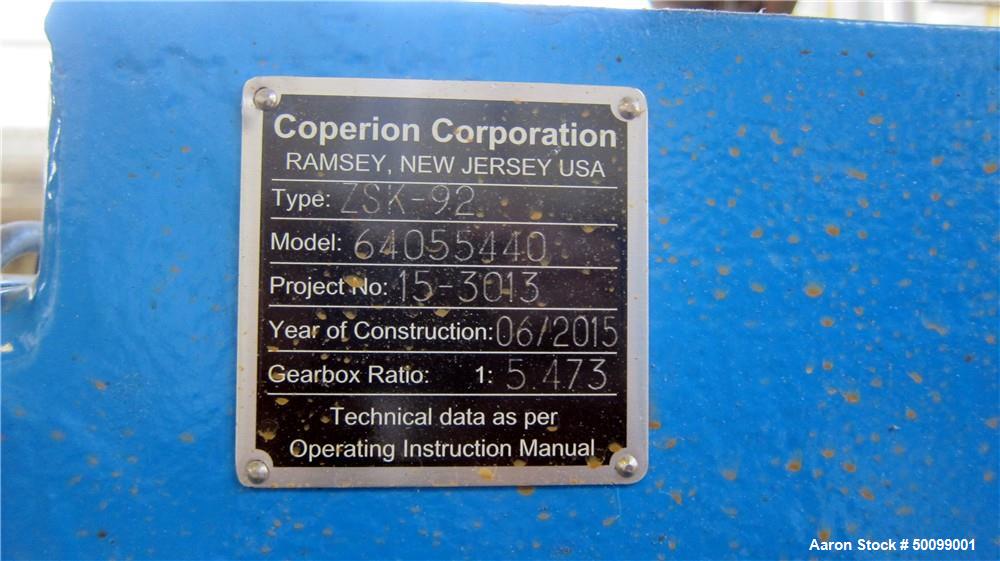 Coperion Corporation
RAMSEY, NEW JERSEY USA
Type: ZSK-92
Model: 64055440
Project No: 15-3013
Year of Construction: 06/2015
Gearbox Ratio: 1: 5.473
Technical data as per
Operating Instruction Manual
Aaron Stock # 50099001